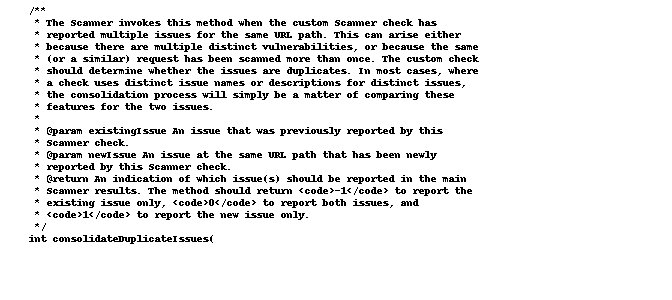 /**
* The Scanner invokes this method when the custom Scanner check has
* reported multiple issues for the same URL path. This can arise either
* because there are multiple distinct vulnerabilities, or because the same
* (or a similar) request has been scanned more than once. The custom check
* should determine whether the issues are duplicates. In most cases, where
* a check uses distinct issue names or descriptions for distinct issues,
* the consolidation process will simply be a matter of comparing these
* features for the two issues.
*
* @param existingIssue An issue that was previously reported by this
* Scanner check.
* @param newIssue An issue at the same URL path that has been newly
* reported by this Scanner check.
* @return An indication of which issue(s) should be reported in the main
* Scanner results. The method should return <code>-1</code> to report the
* existing issue only, <code>0</code> to report both issues, and
* <code>1</code> to report the new issue only.
*/
int consolidateDuplicateIssues(